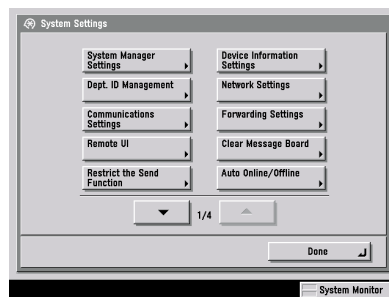 System Settings
System Manager
Settings
Device Information
Settings
Dept. ID Management
Network Settings
Communications
Settings
Forwarding Settings
Remote UI
Clear Message Board
Restrict the Send
Function
Auto Online/Offline
1/4
Done
System Monitor